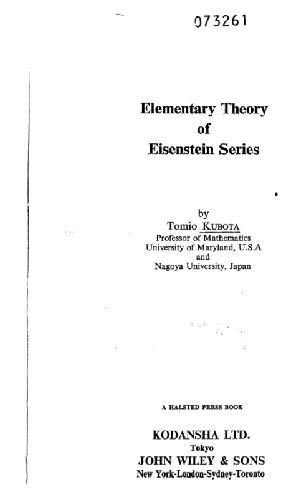 073261
Elementary Theory
of
Eisenstein Series
by
Tomio KUBOTA
Professor of Mathematics
University of Maryland, U.S.A
and
Nagoya University, Japan
A HALSTED PRESS BOOK
KODANSHA LTD.
Tokyo
JOHN WILEY & SONS
New York-London-Sydney-Toronto